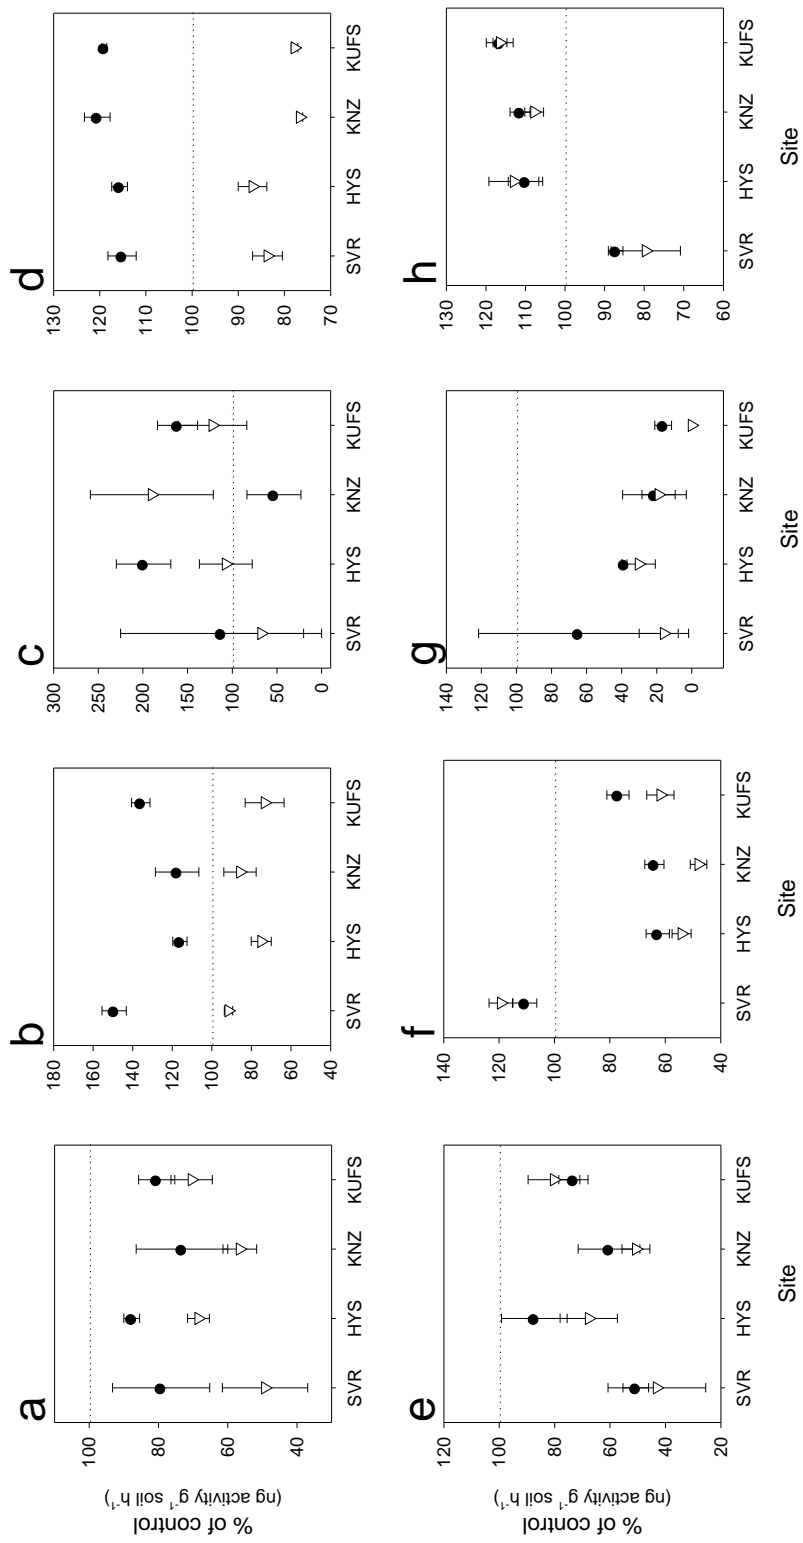 a
100
80
60
40
SVR HYS KNZ KUFS
% of control
(ng activity g-1 soil h-1)
b
180
160
140
120
100
80
60
40
SVR HYS KNZ KUFS
c
300
250
200
150
100
50
0
SVR HYS KNZ KUFS
d
130
120
110
100
90
80
70
SVR HYS KNZ KUFS
e
120
100
80
60
40
20
SVR HYS KNZ KUFS
Site
% of control
(ng activity g-1 soil h-1)
f
140
120
100
80
60
40
SVR HYS KNZ KUFS
Site
g
140
120
100
80
60
40
20
0
SVR HYS KNZ KUFS
Site
h
130
120
110
100
90
80
70
60
SVR HYS KNZ KUFS
Site